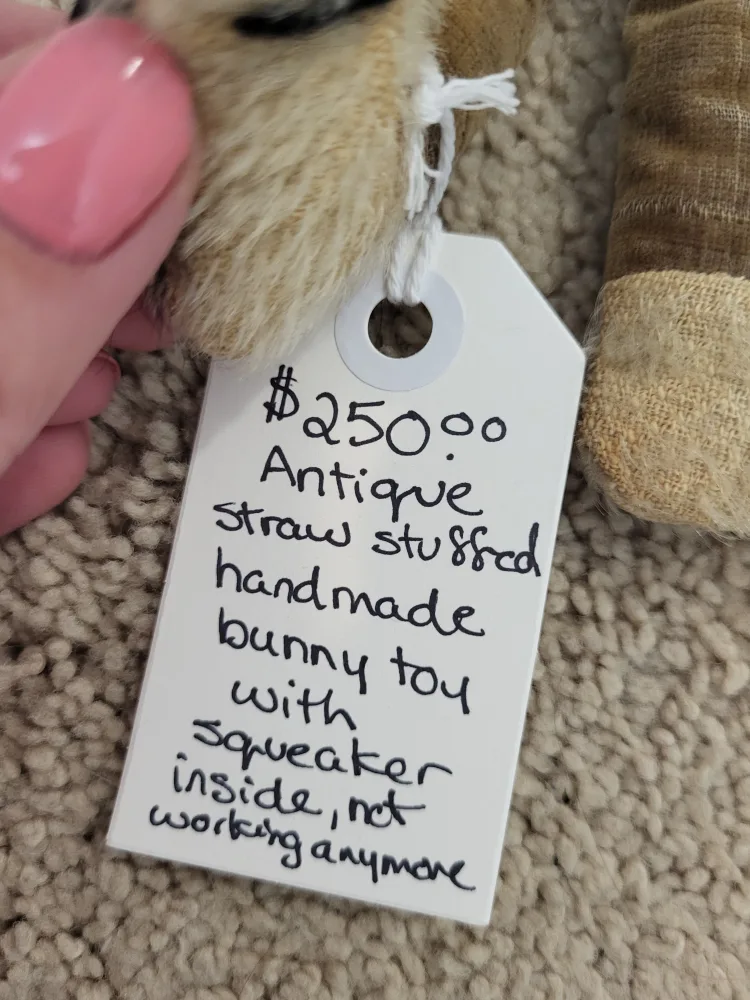 $250.00
Antique
straw stuffed
handmade
bunny toy
with
squeaker
inside, not
working anymore